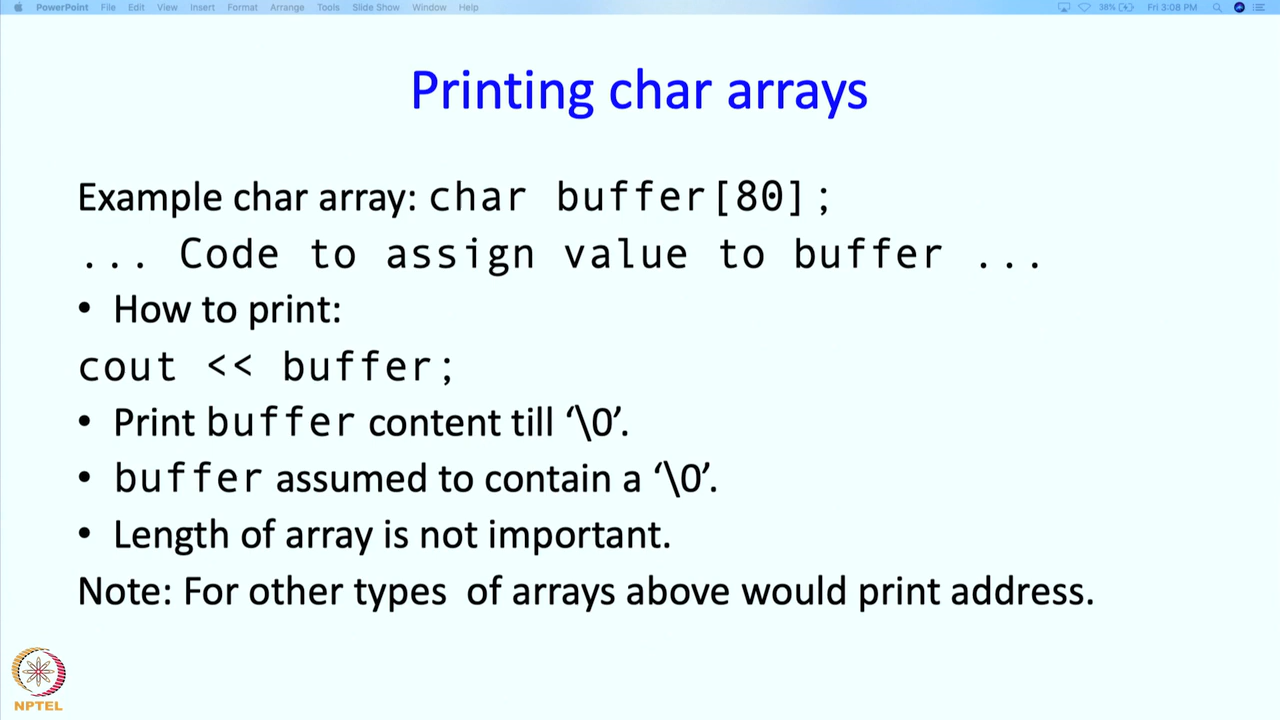 PowerPoint File Edit View Insert Format Arrange Tools Slide Show Window Help 38% Fri 3:08 PM
Printing char arrays
Example char array: char buffer[80];
... Code to assign value to buffer ...
• How to print:
cout << buffer;
• Print buffer content till ‘\0’.
• buffer assumed to contain a ‘\0’.
• Length of array is not important.
Note: For other types of arrays above would print address.
NPTEL